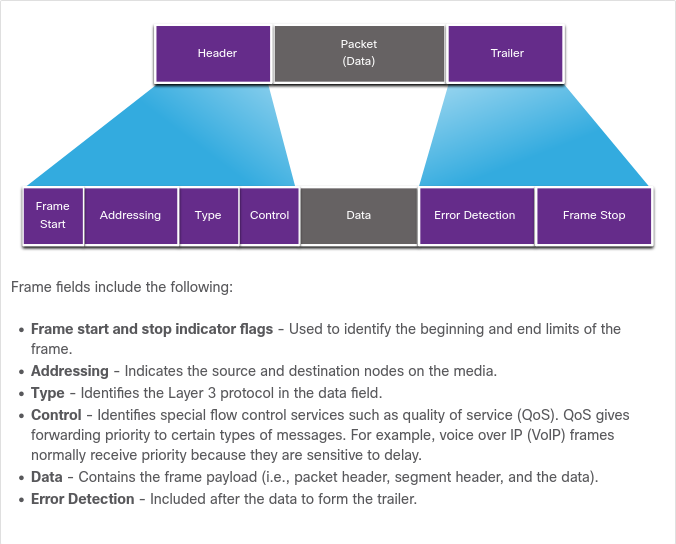 Header
Packet
(Data)
Trailer
Frame
Start
Addressing
Type
Control
Data
Error Detection
Frame Stop
Frame fields include the following:
• Frame start and stop indicator flags - Used to identify the beginning and end limits of the
frame.
• Addressing - Indicates the source and destination nodes on the media.
• Type - Identifies the Layer 3 protocol in the data field.
• Control - Identifies special flow control services such as quality of service (QoS). QoS gives
forwarding priority to certain types of messages. For example, voice over IP (VoIP) frames
normally receive priority because they are sensitive to delay.
• Data - Contains the frame payload (i.e., packet header, segment header, and the data).
• Error Detection - Included after the data to form the trailer.